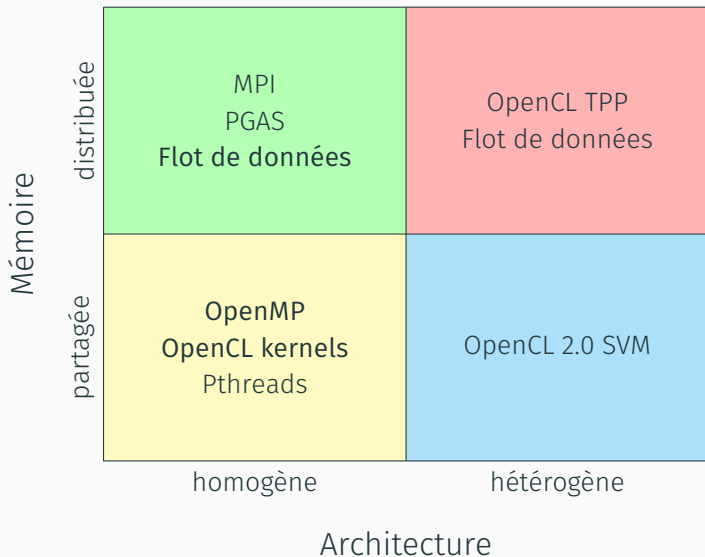 Mémoire
distribuée
MPI
PGAS
Flot de données
OpenCL TPP
Flot de données
partagée
OpenMP
OpenCL kernels
Pthreads
OpenCL 2.0 SVM
homogène
hétérogène
Architecture